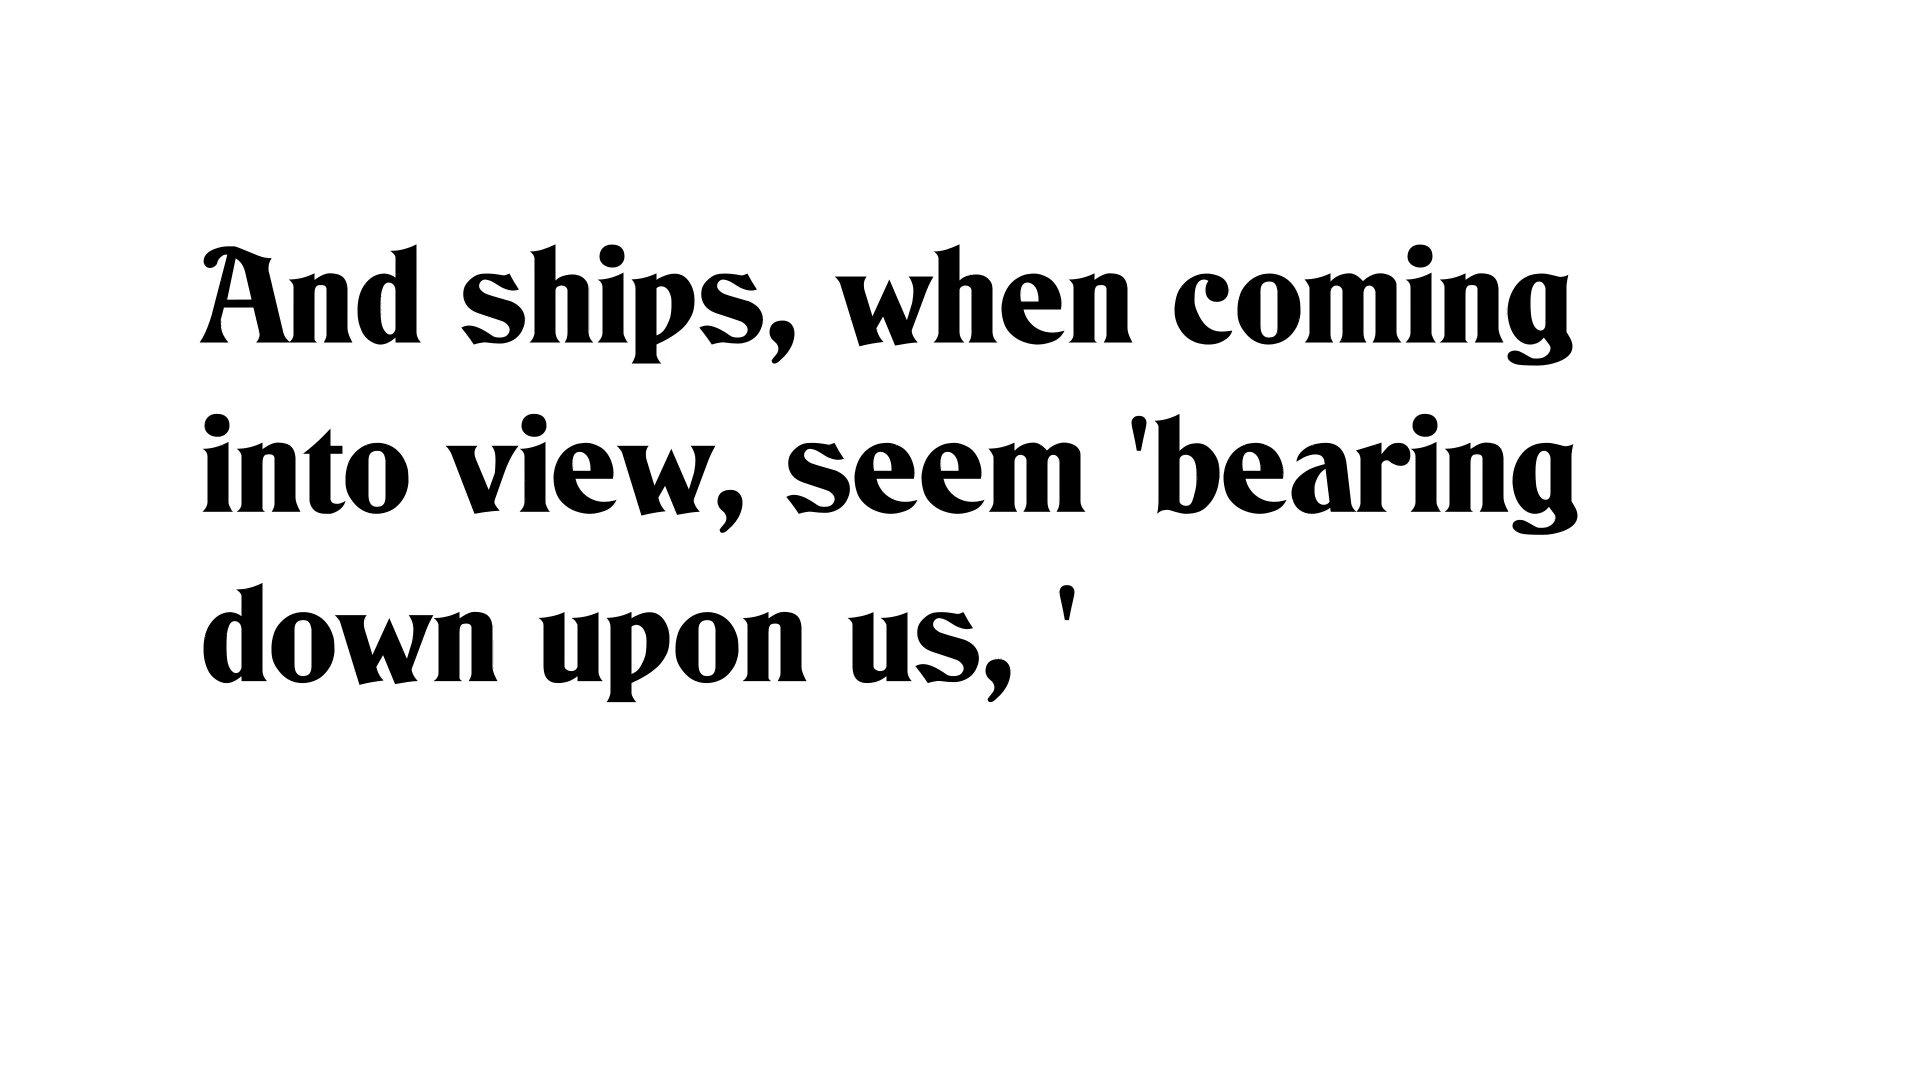 And ships, when coming
into view, seem 'bearing
down upon us, '